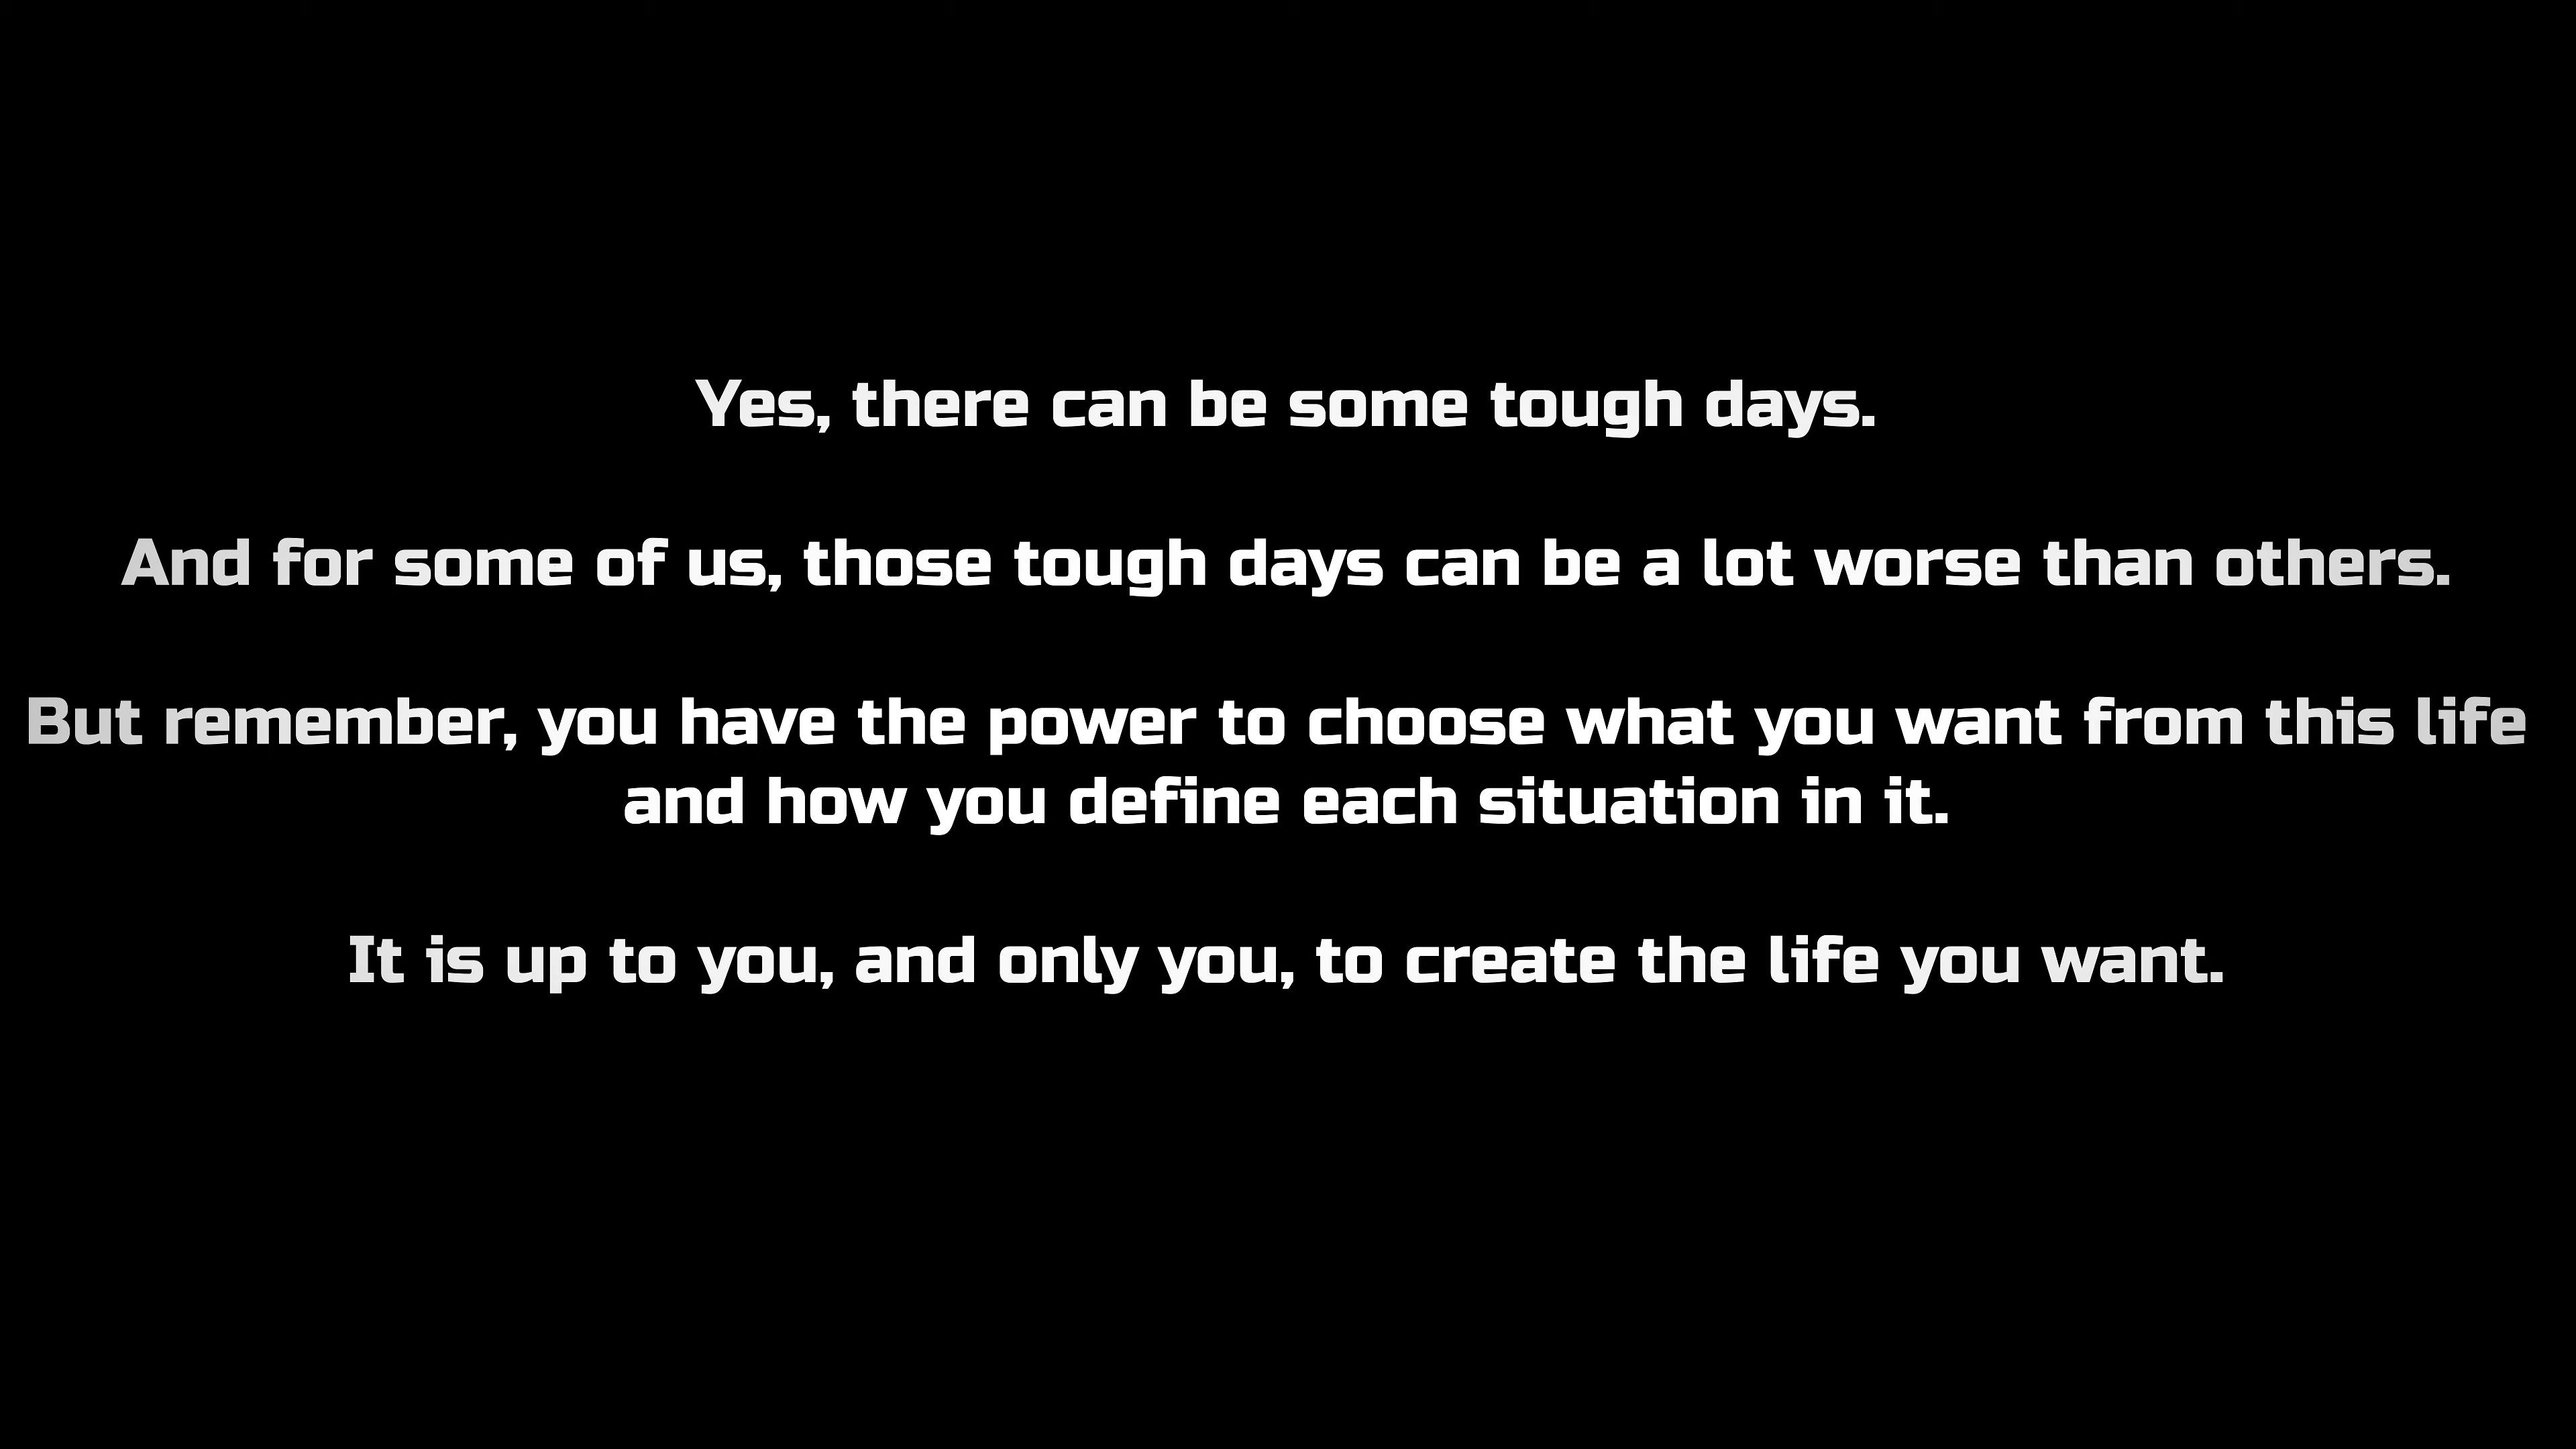 Yes, there can be some tough days.
And for some of us, those tough days can be a lot worse than others.
But remember, you have the power to choose what you want from this life
and how you define each situation in it.
It is up to you, and only you, to create the life you want.